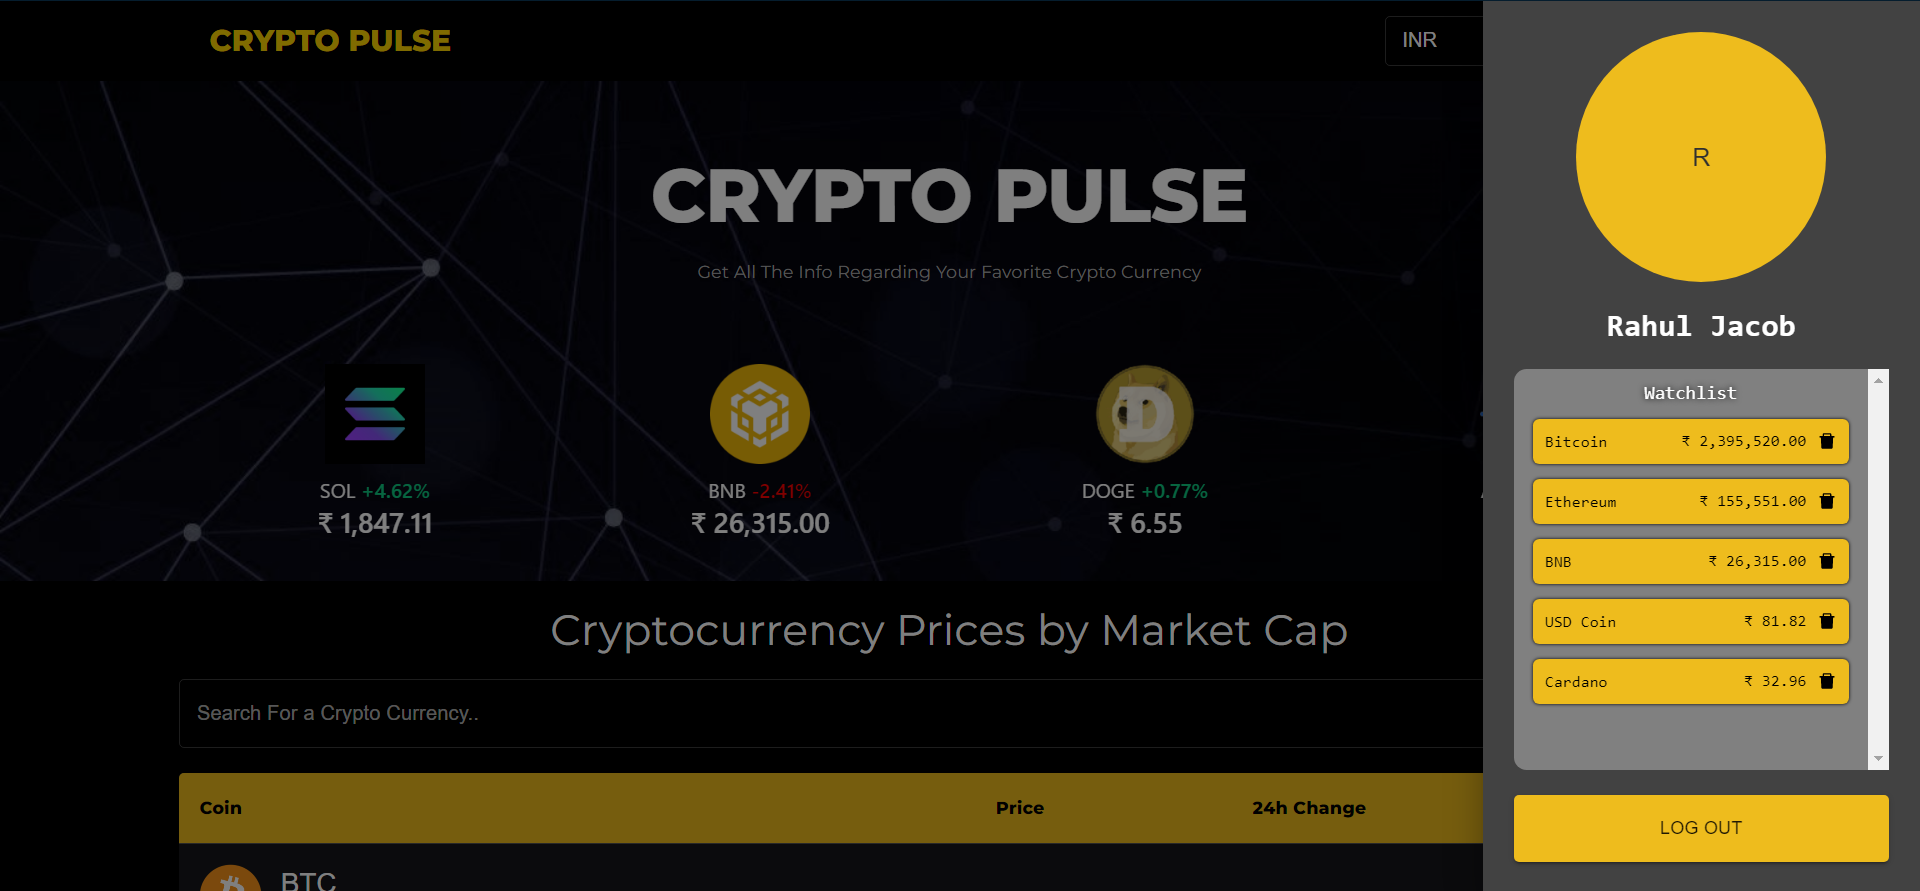 CRYPTO PULSE
INR
CRYPTO PULSE
Get All The Info Regarding Your Favorite Crypto Currency
SOL +4.62%
₹ 1,847.11
BNB -2.41%
₹ 26,315.00
DOGE +0.77%
₹ 6.55
Cryptocurrency Prices by Market Cap
Search For a Crypto Currency..
Coin Price 24h Change
BTC
R
Rahul Jacob
Watchlist
Bitcoin ₹ 2,395,520.00
Ethereum ₹ 155,551.00
BNB ₹ 26,315.00
USD Coin ₹ 81.82
Cardano ₹ 32.96
LOG OUT